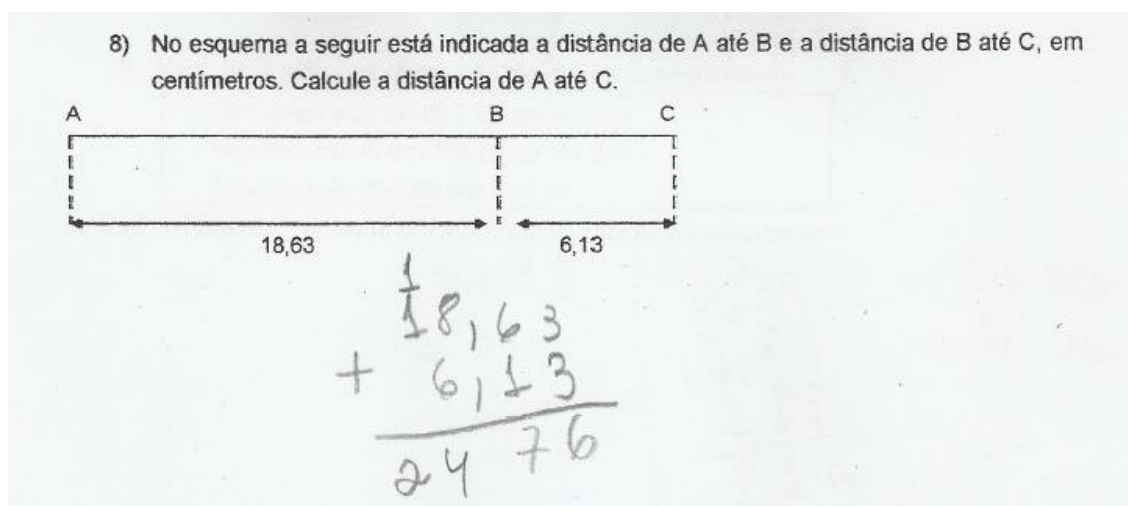 8) No esquema a seguir está indicada a distância de A até B e a distância de B até C, em
centímetros. Calcule a distância de A até C.
A B C
18,63 6,13
1
18,63
+ 6,13
24 76